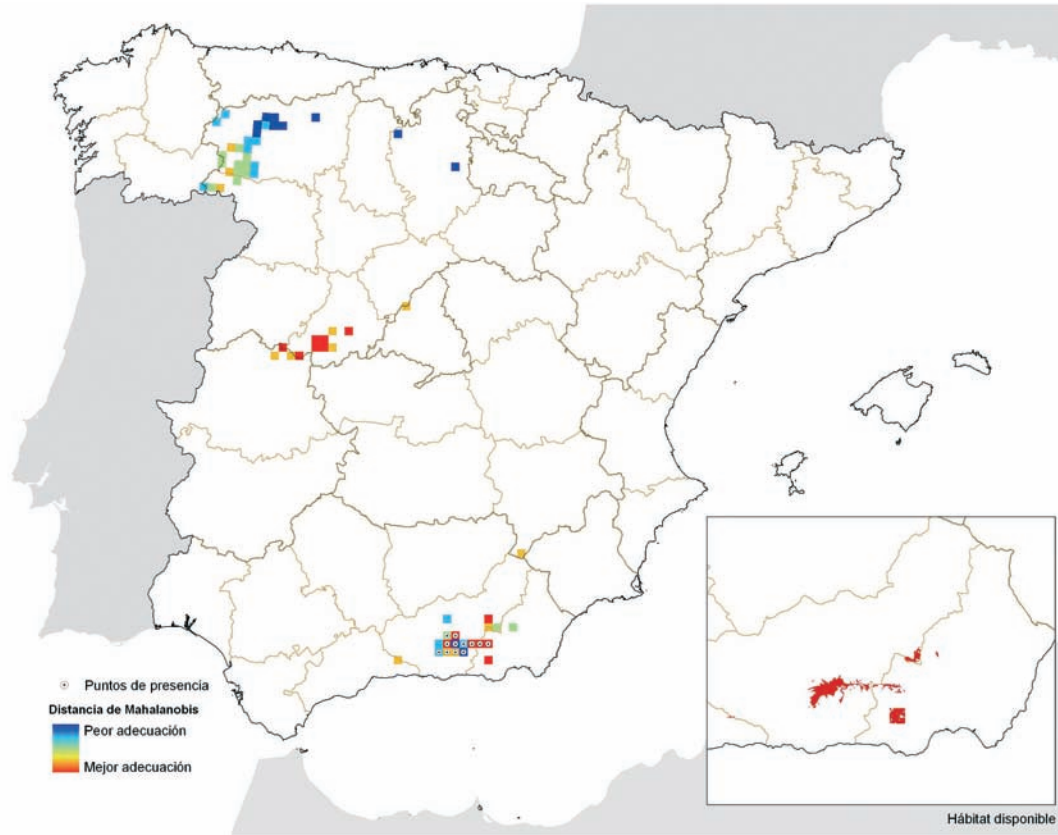 Puntos de presencia
Distancia de Mahalanobis
Peor adecuación
Mejor adecuación
Hábitat disponible